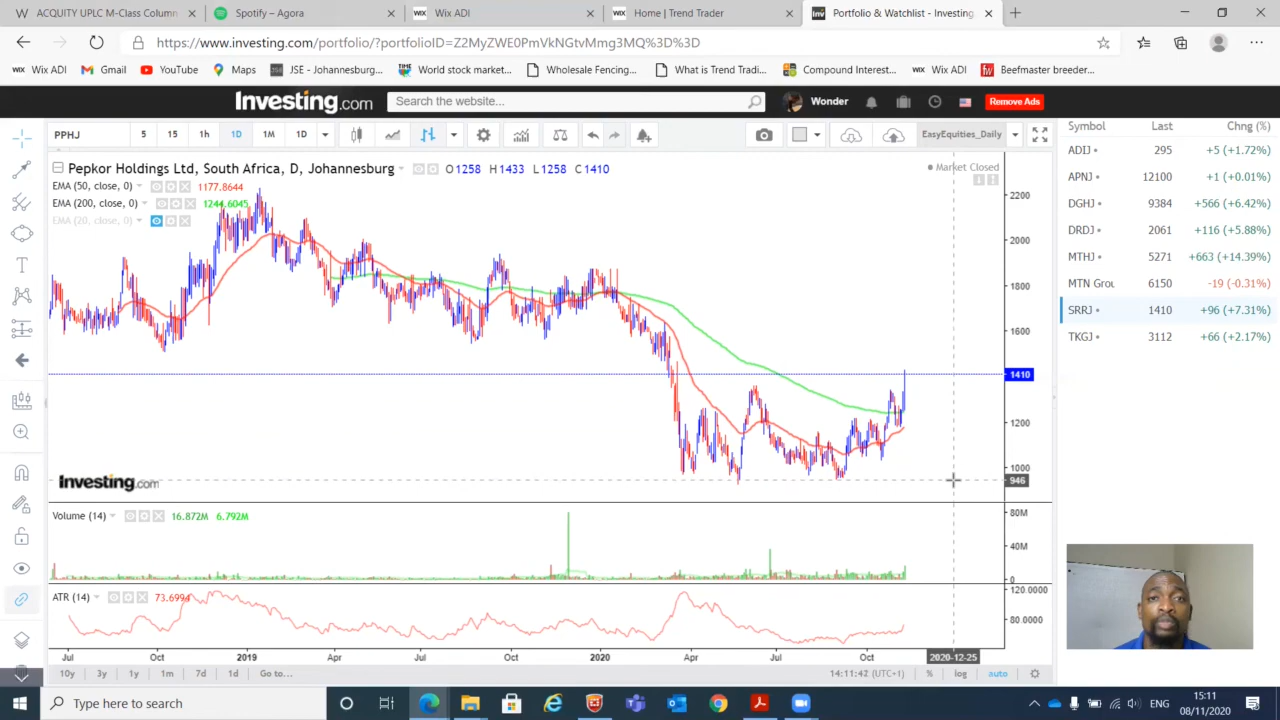 ACQUITY UPLC M-Class Column
Spotify – Agora
WIX Wix ADI
WIX Home | Trend Trader
Inv Portfolio & Watchlist - Investing
https://www.investing.com/portfolio/?portfolioID=Z2MyZWE0PmVkNGtvMmg3MQ%3D%3D
WIX Wix ADI
Gmail
YouTube
Maps
JSE - Johannesburg...
World stock market...
Wholesale Fencing...
What is Trend Tradi...
Compound Interest...
WIX Wix ADI
Beefmaster breeder...
Investing.com
Search the website...
Wonder
Remove Ads
PPHJ 5 15 1h 1D 1M 1D
EasyEquities_Daily
Pepkor Holdings Ltd, South Africa, D, Johannesburg O1258 H1433 L1258 C1410
Market Closed
EMA (50, close, 0) 1177.8644
EMA (200, close, 0) 1244.6045
EMA (20, close, 0)
2200
2000
1800
1600
1410
1200
1000
946
Investing.com
Volume (14) 16.872M 6.792M
80M
40M
0
ATR (14) 73.6994
120.0000
80.0000
Jul Oct 2019 Apr Jul Oct 2020 Apr Jul Oct 2020-12-25
10y 3y 1y 1m 7d 1d Go to...
14:11:42 (UTC+1) % log auto
Symbol Last Chng (%)
ADIJ 295 +5 (+1.72%)
APNJ 12100 +1 (+0.01%)
DGHJ 9384 +566 (+6.42%)
DRDJ 2061 +116 (+5.88%)
MTHJ 5271 +663 (+14.39%)
MTN Grou 6150 -19 (-0.31%)
SRRJ 1410 +96 (+7.31%)
TKGJ 3112 +66 (+2.17%)
Type here to search
ENG
15:11
08/11/2020